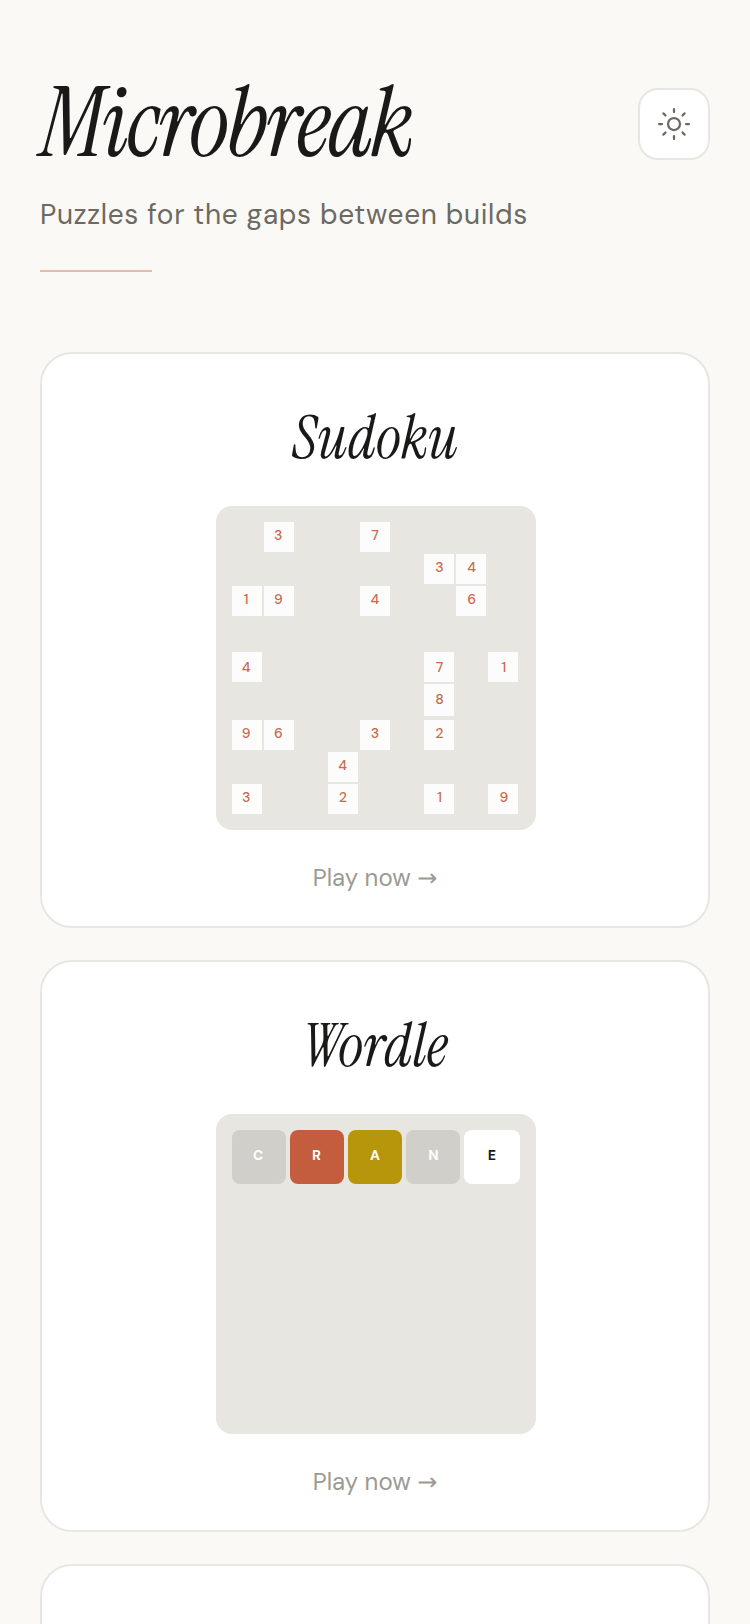 Microbreak
Puzzles for the gaps between builds
Sudoku
3 7
3 4
1 9 4 6
4 7 1
8
9 6 3 2
4
3 2 1 9
Play now →
Wordle
C R A N E
Play now →